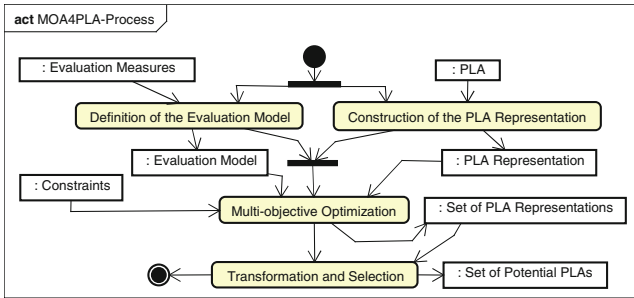 act MOA4PLA-Process
: Evaluation Measures
: PLA
Definition of the Evaluation Model
Construction of the PLA Representation
: Evaluation Model
: PLA Representation
: Constraints
Multi-objective Optimization
: Set of PLA Representations
Transformation and Selection
: Set of Potential PLAs